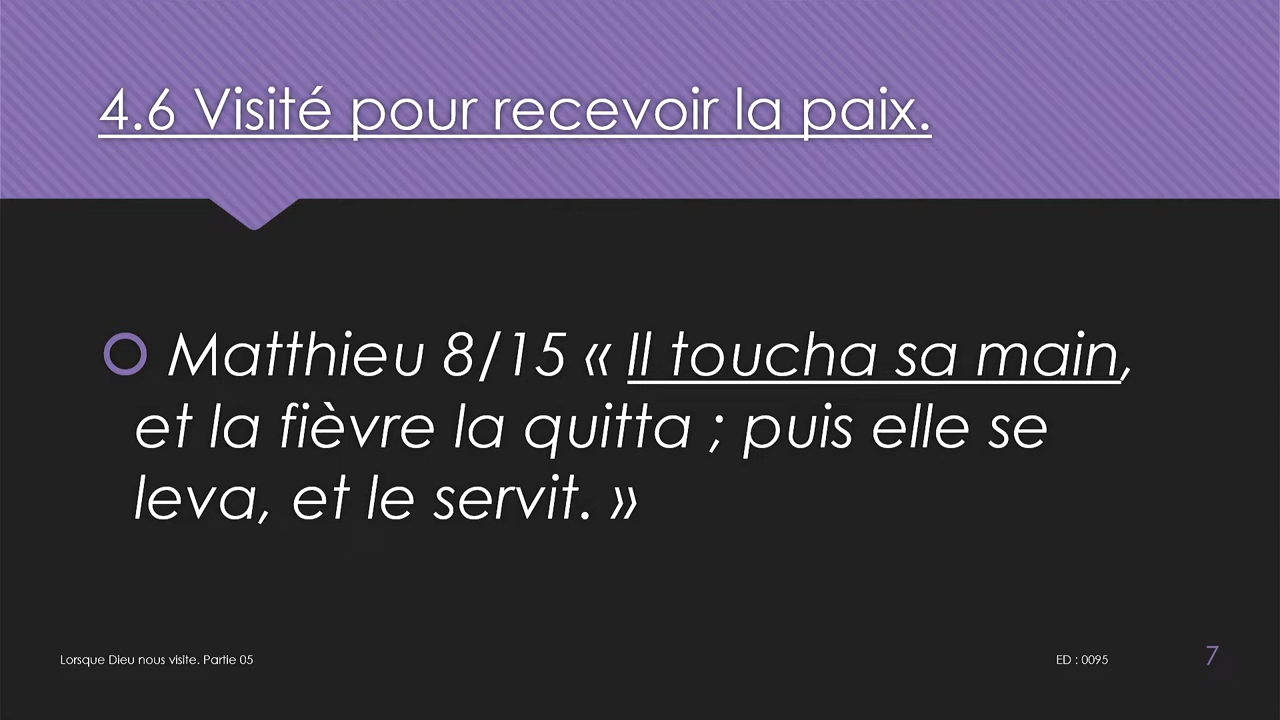 4.6 Visité pour recevoir la paix.
Matthieu 8/15 « Il toucha sa main,
et la fièvre la quitta ; puis elle se
leva, et le servit. »
Lorsque Dieu nous visite. Partie 05
ED : 0095
7